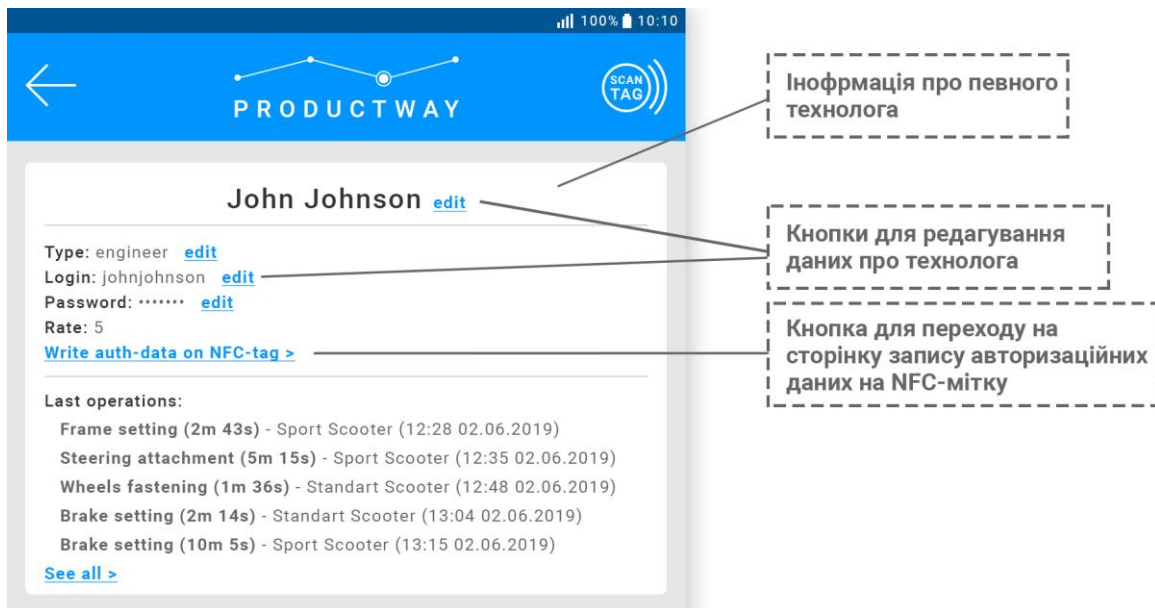 100% 10:10
PRODUCTWAY
SCAN
TAG
John Johnson edit
Type: engineer edit
Login: johnjohnson edit
Password: ······· edit
Rate: 5
Write auth-data on NFC-tag >
Last operations:
Frame setting (2m 43s) - Sport Scooter (12:28 02.06.2019)
Steering attachment (5m 15s) - Sport Scooter (12:35 02.06.2019)
Wheels fastening (1m 36s) - Standart Scooter (12:48 02.06.2019)
Brake setting (2m 14s) - Standart Scooter (13:04 02.06.2019)
Brake setting (10m 5s) - Sport Scooter (13:15 02.06.2019)
See all >
Інофрмація про певного
технолога
Кнопки для редагування
даних про технолога
Кнопка для переходу на
сторінку запису авторизаційних
даних на NFC-мітку